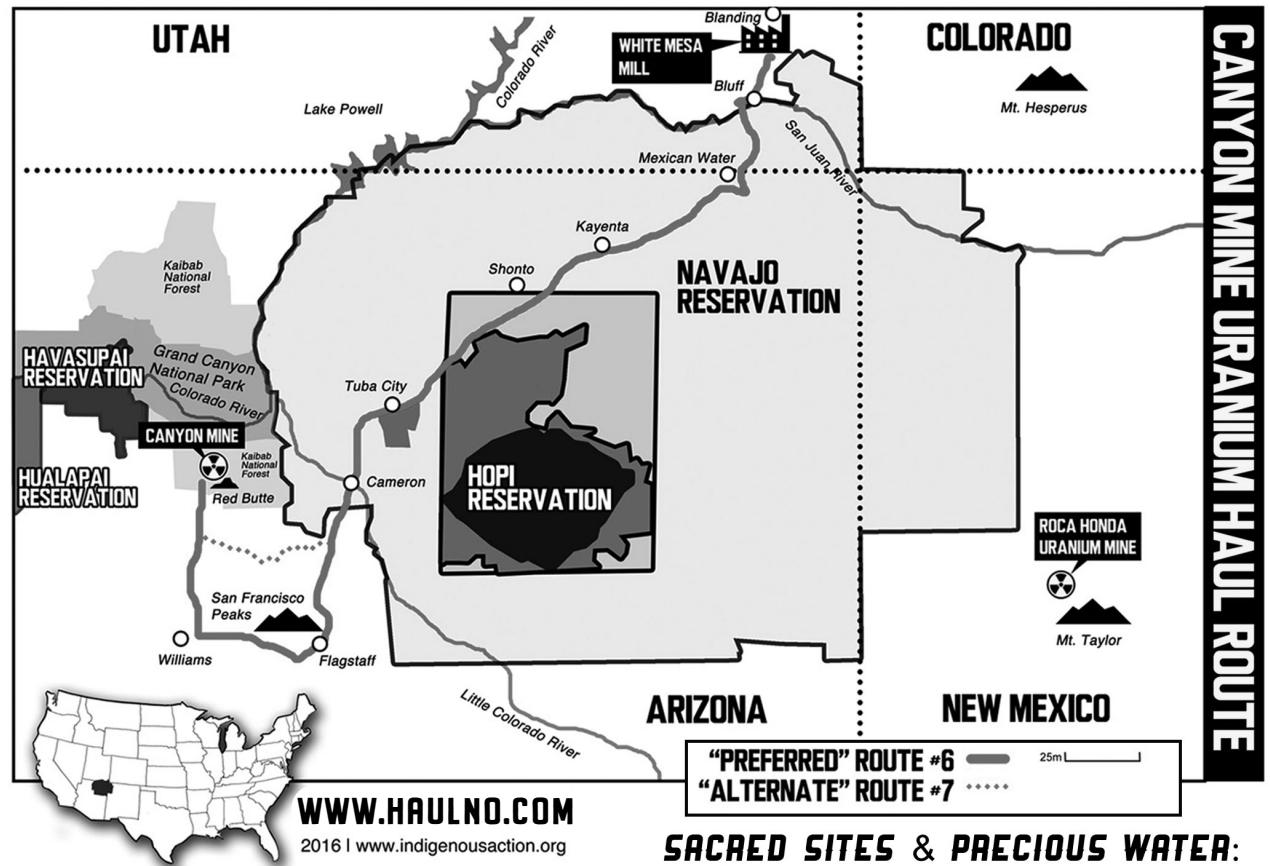 UTAH
Blanding
WHITE MESA
MILL
Colorado River
COLORADO
Mt. Hesperus
Lake Powell
Bluff
San Juan River
Mexican Water
Kayenta
Shonto
NAVAJO
RESERVATION
Kaibab
National
Forest
HAVASUPAI
RESERVATION
Grand Canyon
National Park
Colorado River
Tuba City
CANYON MINE
Kaibab
National
Forest
Red Butte
HUALAPAI
RESERVATION
Cameron
HOPI
RESERVATION
ROCA HONDA
URANIUM MINE
Mt. Taylor
San Francisco
Peaks
Williams
Flagstaff
Little Colorado River
ARIZONA
NEW MEXICO
CANYON MINE URANIUM HAUL ROUTE
"PREFERRED" ROUTE #6
"ALTERNATE" ROUTE #7
25m
WWW.HAULNO.COM
2016 | www.indigenousaction.org
SACRED SITES & PRECIOUS WATER: